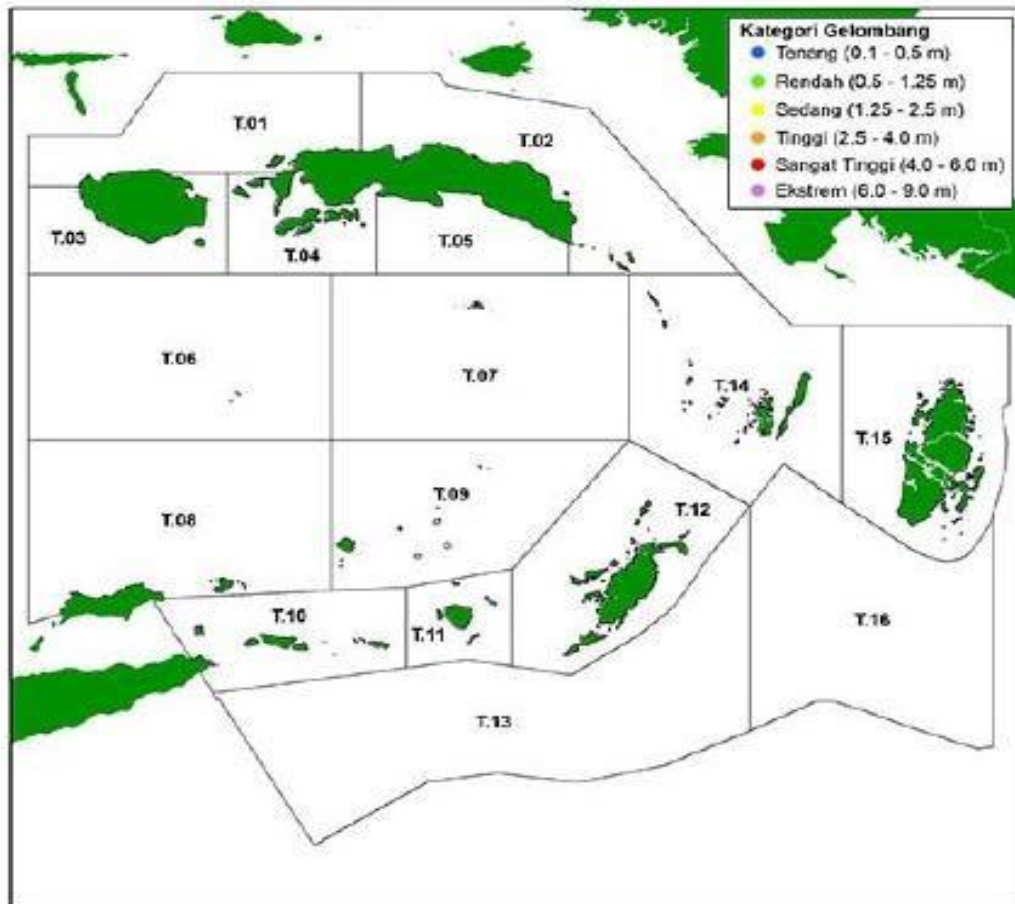 Kategori Gelombang
Tenang (0.1 - 0.5 m)
Rendah (0.5 - 1.25 m)
Sedang (1.25 - 2.5 m)
Tinggi (2.5 - 4.0 m)
Sangat Tinggi (4.0 - 6.0 m)
Ekstrem (6.0 - 9.0 m)
T.01
T.02
T.03
T.04
T.05
T.06
T.07
T.14
T.15
T.08
T.09
T.12
T.10
T.11
T.16
T.13